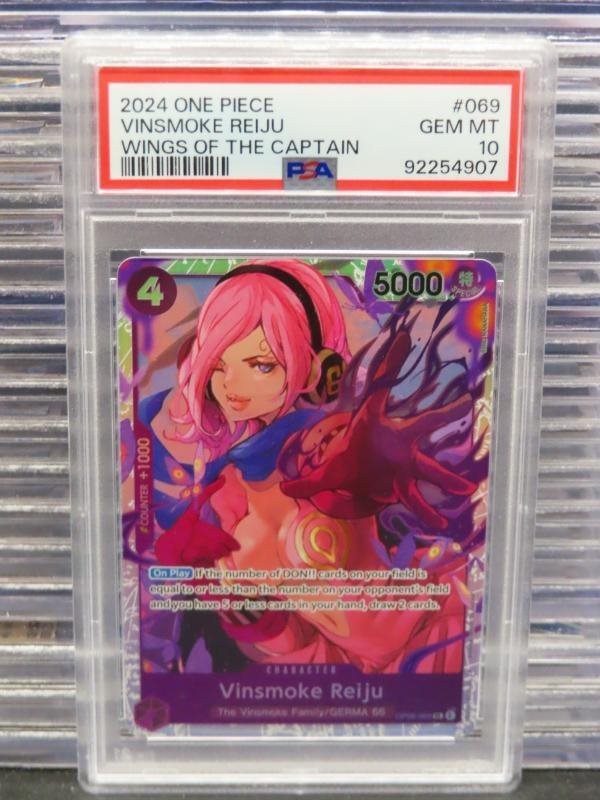 2024 ONE PIECE #069
VINSMOKE REIJU GEM MT
WINGS OF THE CAPTAIN 10
PSA 92254907
4 5000 特
SPECIAL
COUNTER +1000
On Play If the number of DON!! cards on your field is
equal to or less than the number on your opponent's field
and you have 5 or less cards in your hand, draw 2 cards.
CHARACTER
Vinsmoke Reiju
The Vinsmoke Family/GERMA 66